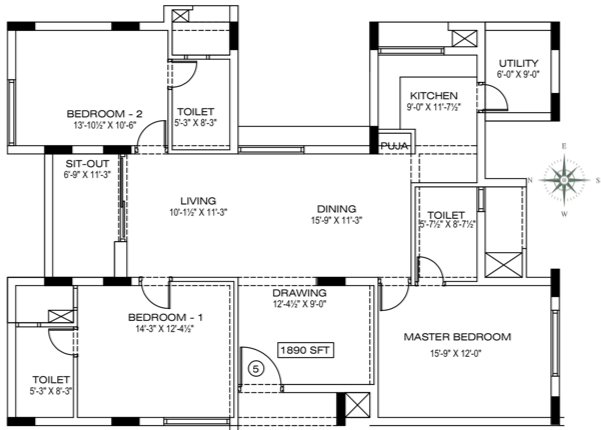 UTILITY
6'-0" X 9'-0"
KITCHEN
9'-0" X 11'-7½"
BEDROOM - 2
13'-10½" X 10'-6"
TOILET
5'-3" X 8'-3"
PUJA
SIT-OUT
6'-9" X 11'-3"
E
N
S
W
LIVING
10'-1½" X 11'-3"
DINING
15'-9" X 11'-3"
TOILET
5'-7½" X 8'-7½"
DRAWING
12'-4½" X 9'-0"
BEDROOM - 1
14'-3" X 12'-4½"
MASTER BEDROOM
15'-9" X 12'-0"
1890 SFT
5
TOILET
5'-3" X 8'-3"